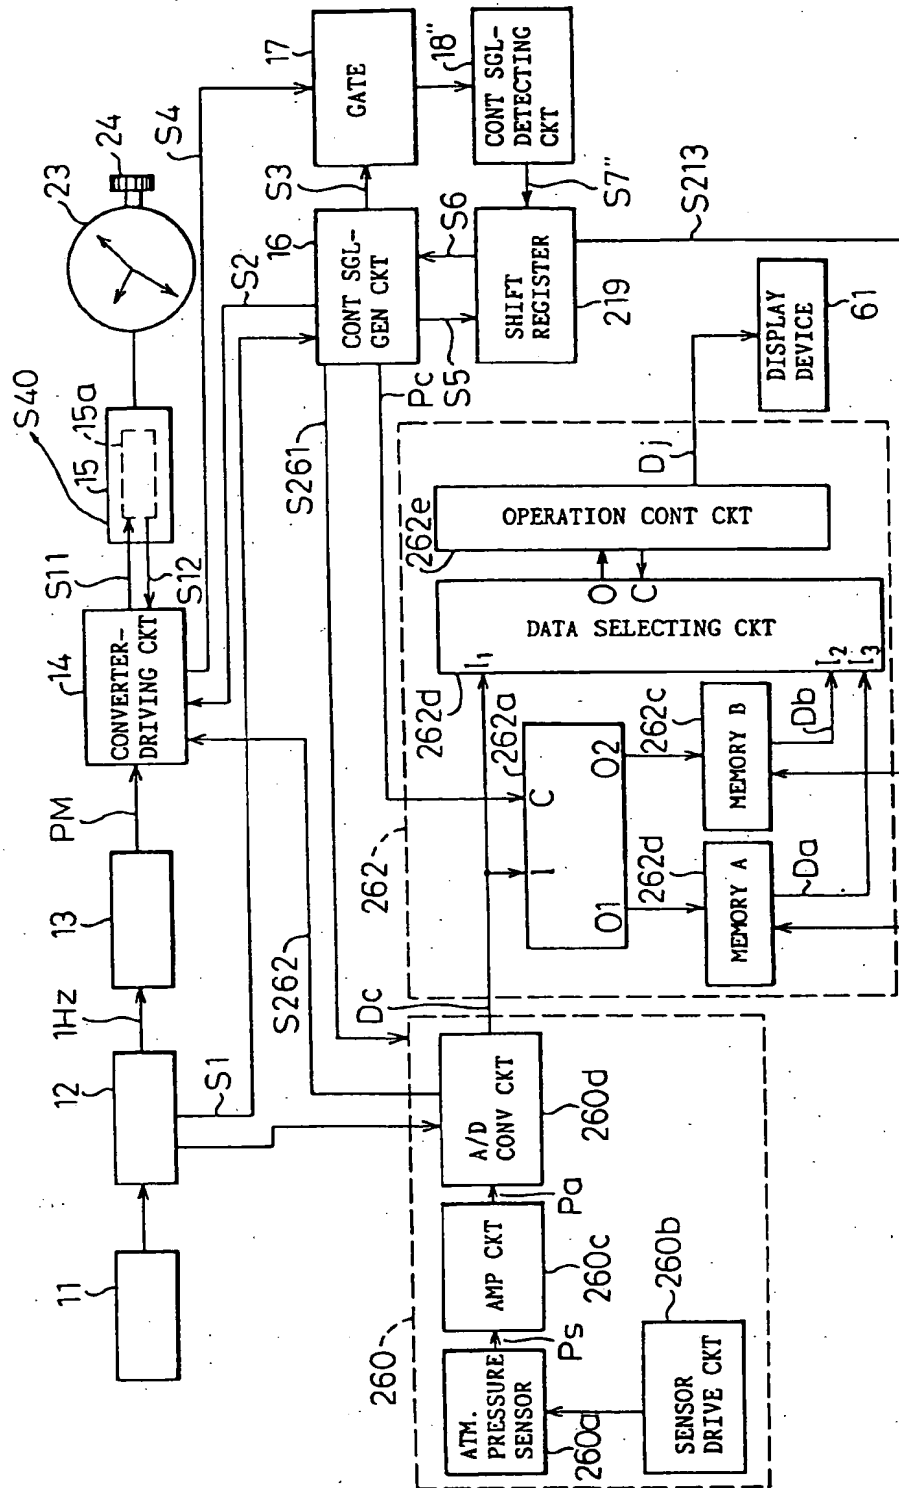 11
12
1Hz
13
PM
14
CONVERTER-
DRIVING CKT
S11
S12
S40
15
15a
23
24
S1
S2
S4
S262
S261
16
CONT SGL-
GEN CKT
S3
17
GATE
18"
CONT SGL-
DETECTING
CKT
S7"
S5
S6
SHIFT
REGISTER
219
S213
Pc
260
ATM.
PRESSURE
SENSOR
260a
Ps
AMP CKT
260c
Pa
A/D
CONV CKT
260d
SENSOR
DRIVE CKT
260b
Dc
262
262a
I
C
O1
O2
262d
MEMORY A
Da
262c
MEMORY B
Db
262d
I1
I2
I3
DATA SELECTING CKT
O
C
262e
OPERATION CONT CKT
Dj
DISPLAY
DEVICE
61